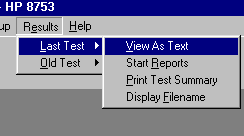 - HP 8753
up Results Help
Last Test View As Text
Old Test Start Reports
Print Test Summary
Display Filename